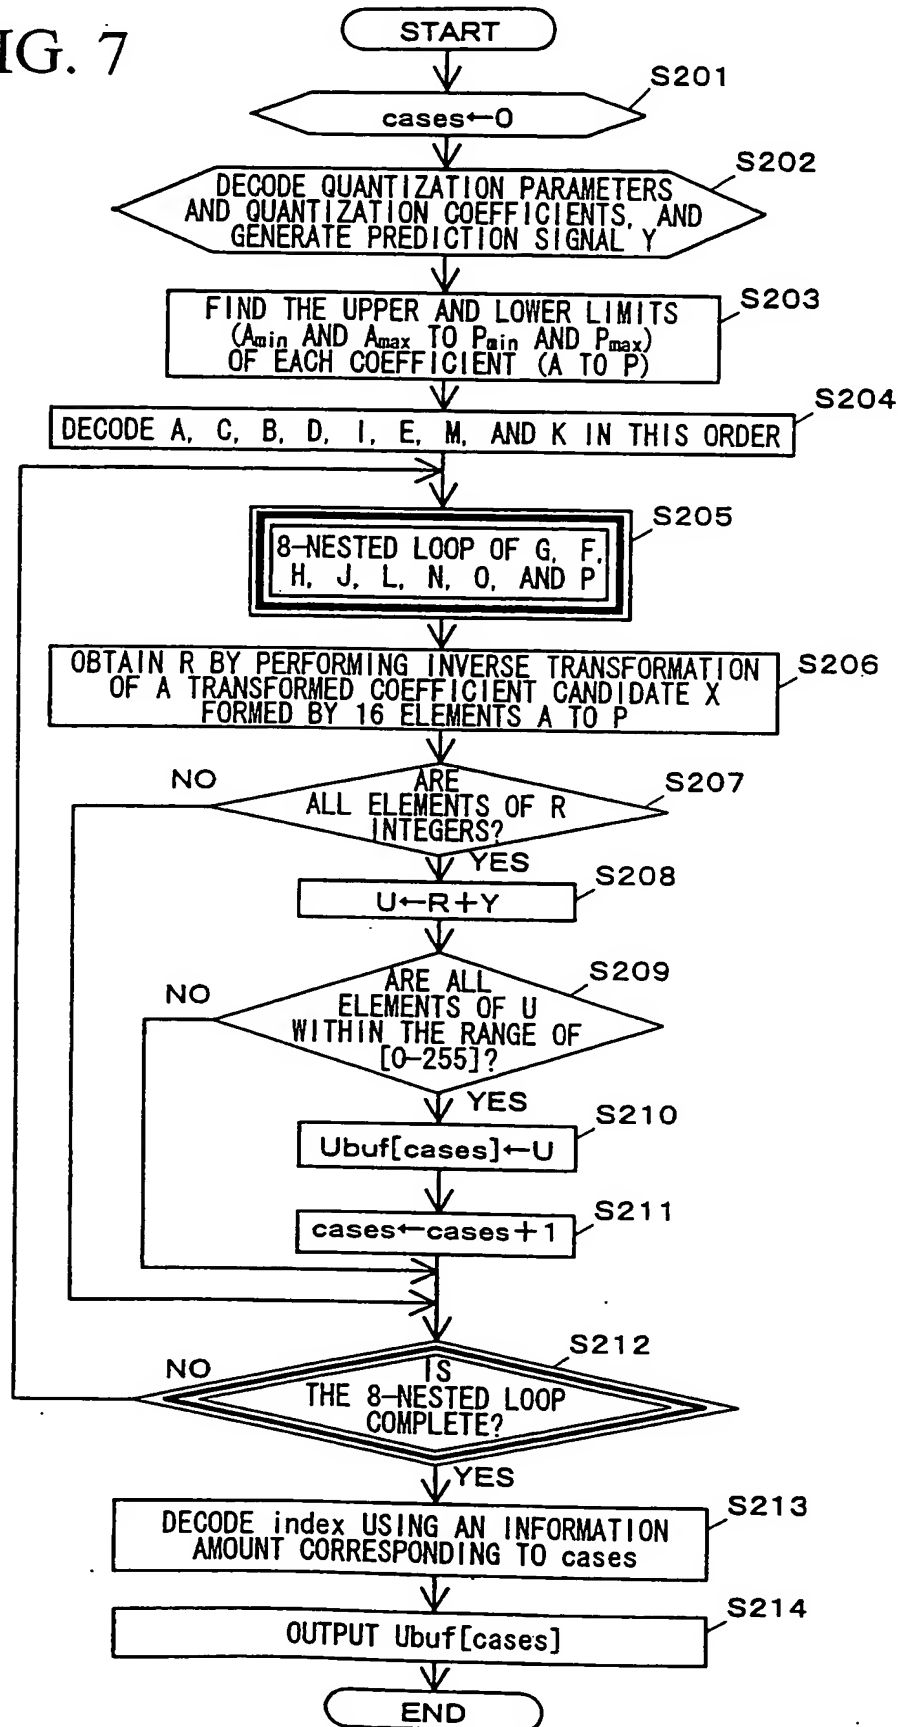 IG. 7
START
S201
cases←0
S202
DECODE QUANTIZATION PARAMETERS
AND QUANTIZATION COEFFICIENTS, AND
GENERATE PREDICTION SIGNAL Y
S203
FIND THE UPPER AND LOWER LIMITS
(Amin AND Amax TO Pmin AND Pmax)
OF EACH COEFFICIENT (A TO P)
S204
DECODE A, C, B, D, I, E, M, AND K IN THIS ORDER
S205
8-NESTED LOOP OF G, F,
H, J, L, N, O, AND P
S206
OBTAIN R BY PERFORMING INVERSE TRANSFORMATION
OF A TRANSFORMED COEFFICIENT CANDIDATE X
FORMED BY 16 ELEMENTS A TO P
S207
NO
ARE
ALL ELEMENTS OF R
INTEGERS?
YES
S208
U←R+Y
S209
NO
ARE ALL
ELEMENTS OF U
WITHIN THE RANGE OF
[0-255]?
YES
S210
Ubuf[cases]←U
S211
cases←cases+1
S212
NO
IS
THE 8-NESTED LOOP
COMPLETE?
YES
S213
DECODE index USING AN INFORMATION
AMOUNT CORRESPONDING TO cases
S214
OUTPUT Ubuf[cases]
END